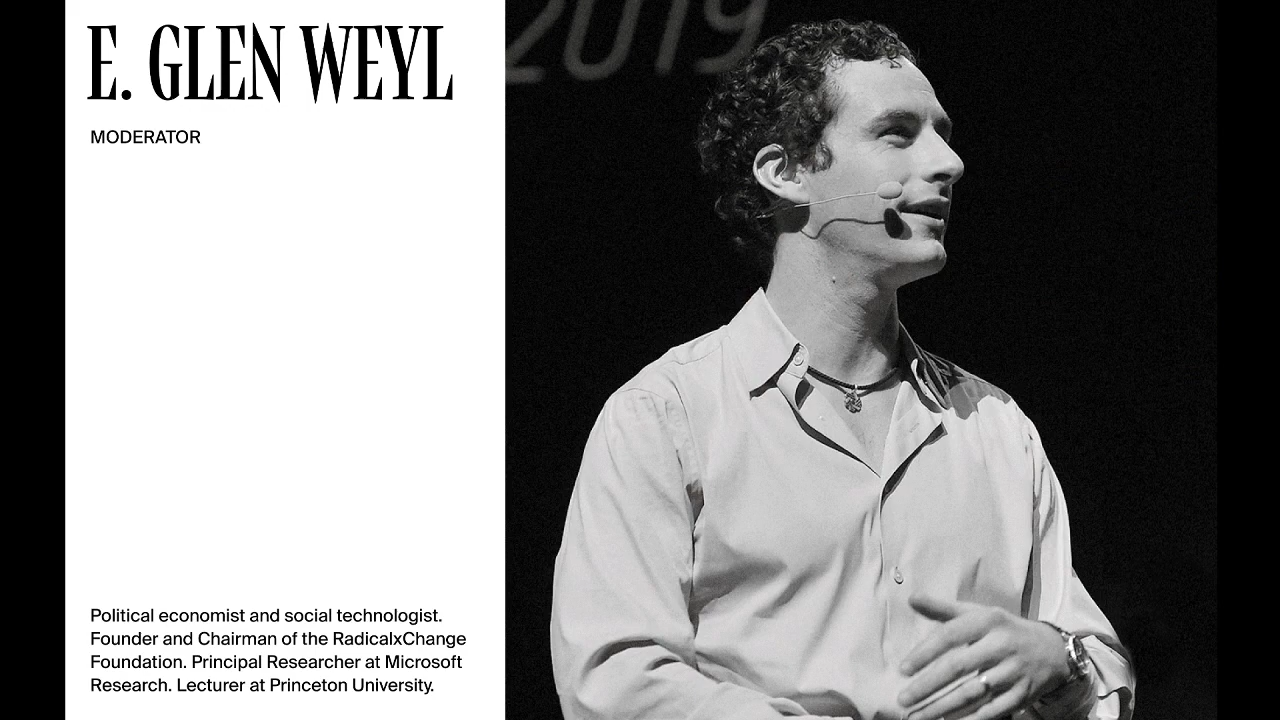 E. GLEN WEYL
MODERATOR
2019
Political economist and social technologist.
Founder and Chairman of the RadicalxChange
Foundation. Principal Researcher at Microsoft
Research. Lecturer at Princeton University.